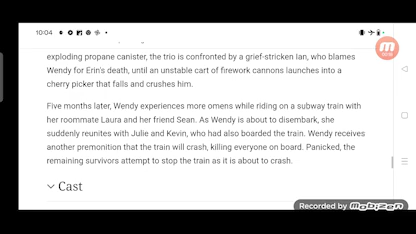 10:04
exploding propane canister, the trio is confronted by a grief-stricken Ian, who blames
Wendy for Erin's death, until an unstable cart of firework cannons launches into a
cherry picker that falls and crushes him.
Five months later, Wendy experiences more omens while riding on a subway train with
her roommate Laura and her friend Sean. As Wendy is about to disembark, she
suddenly reunites with Julie and Kevin, who had also boarded the train. Wendy receives
another premonition that the train will crash, killing everyone on board. Panicked, the
remaining survivors attempt to stop the train as it is about to crash.
Cast
Recorded by Mobizen